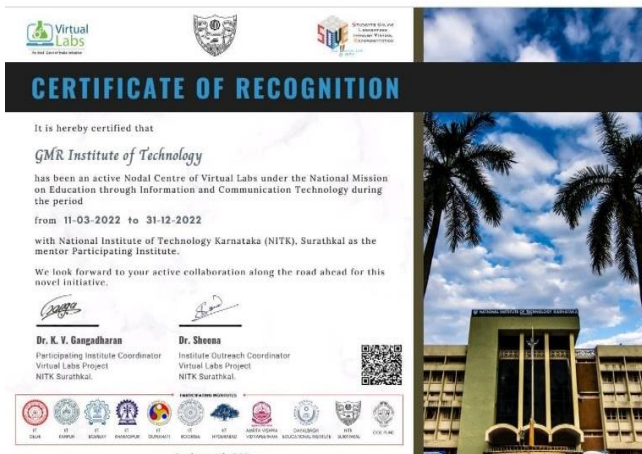 Virtual
Labs
CERTIFICATE OF RECOGNITION
It is hereby certified that
GMR Institute of Technology
has been an active Nodal Centre of Virtual Labs under the National Mission
on Education through Information and Communication Technology during
the period
from 11-03-2022 to 31-12-2022
with National Institute of Technology Karnataka (NITK), Surathkal as the
mentor Participating Institute.
We look forward to your active collaboration along the road ahead for this
novel initiative.
Dr. K. V. Gangadharan
Dr. Sheena
Participating Institute Coordinator
Institute Outreach Coordinator
Virtual Labs Project
Virtual Labs Project
NITK Surathkal.
NITK Surathkal.
PARTICIPATING INSTITUTES
NATIONAL INSTITUTE OF TECHNOLOGY KARNATAKA